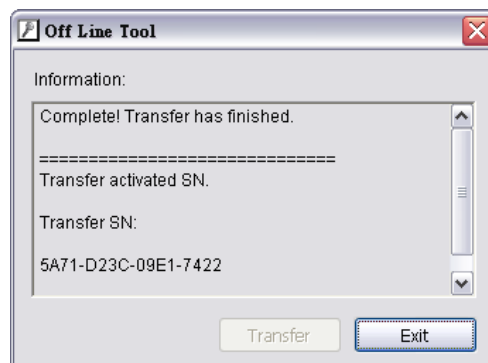 Off Line Tool
Information:
Complete! Transfer has finished.
==============================
Transfer activated SN.
Transfer SN:
5A71-D23C-09E1-7422
Transfer
Exit